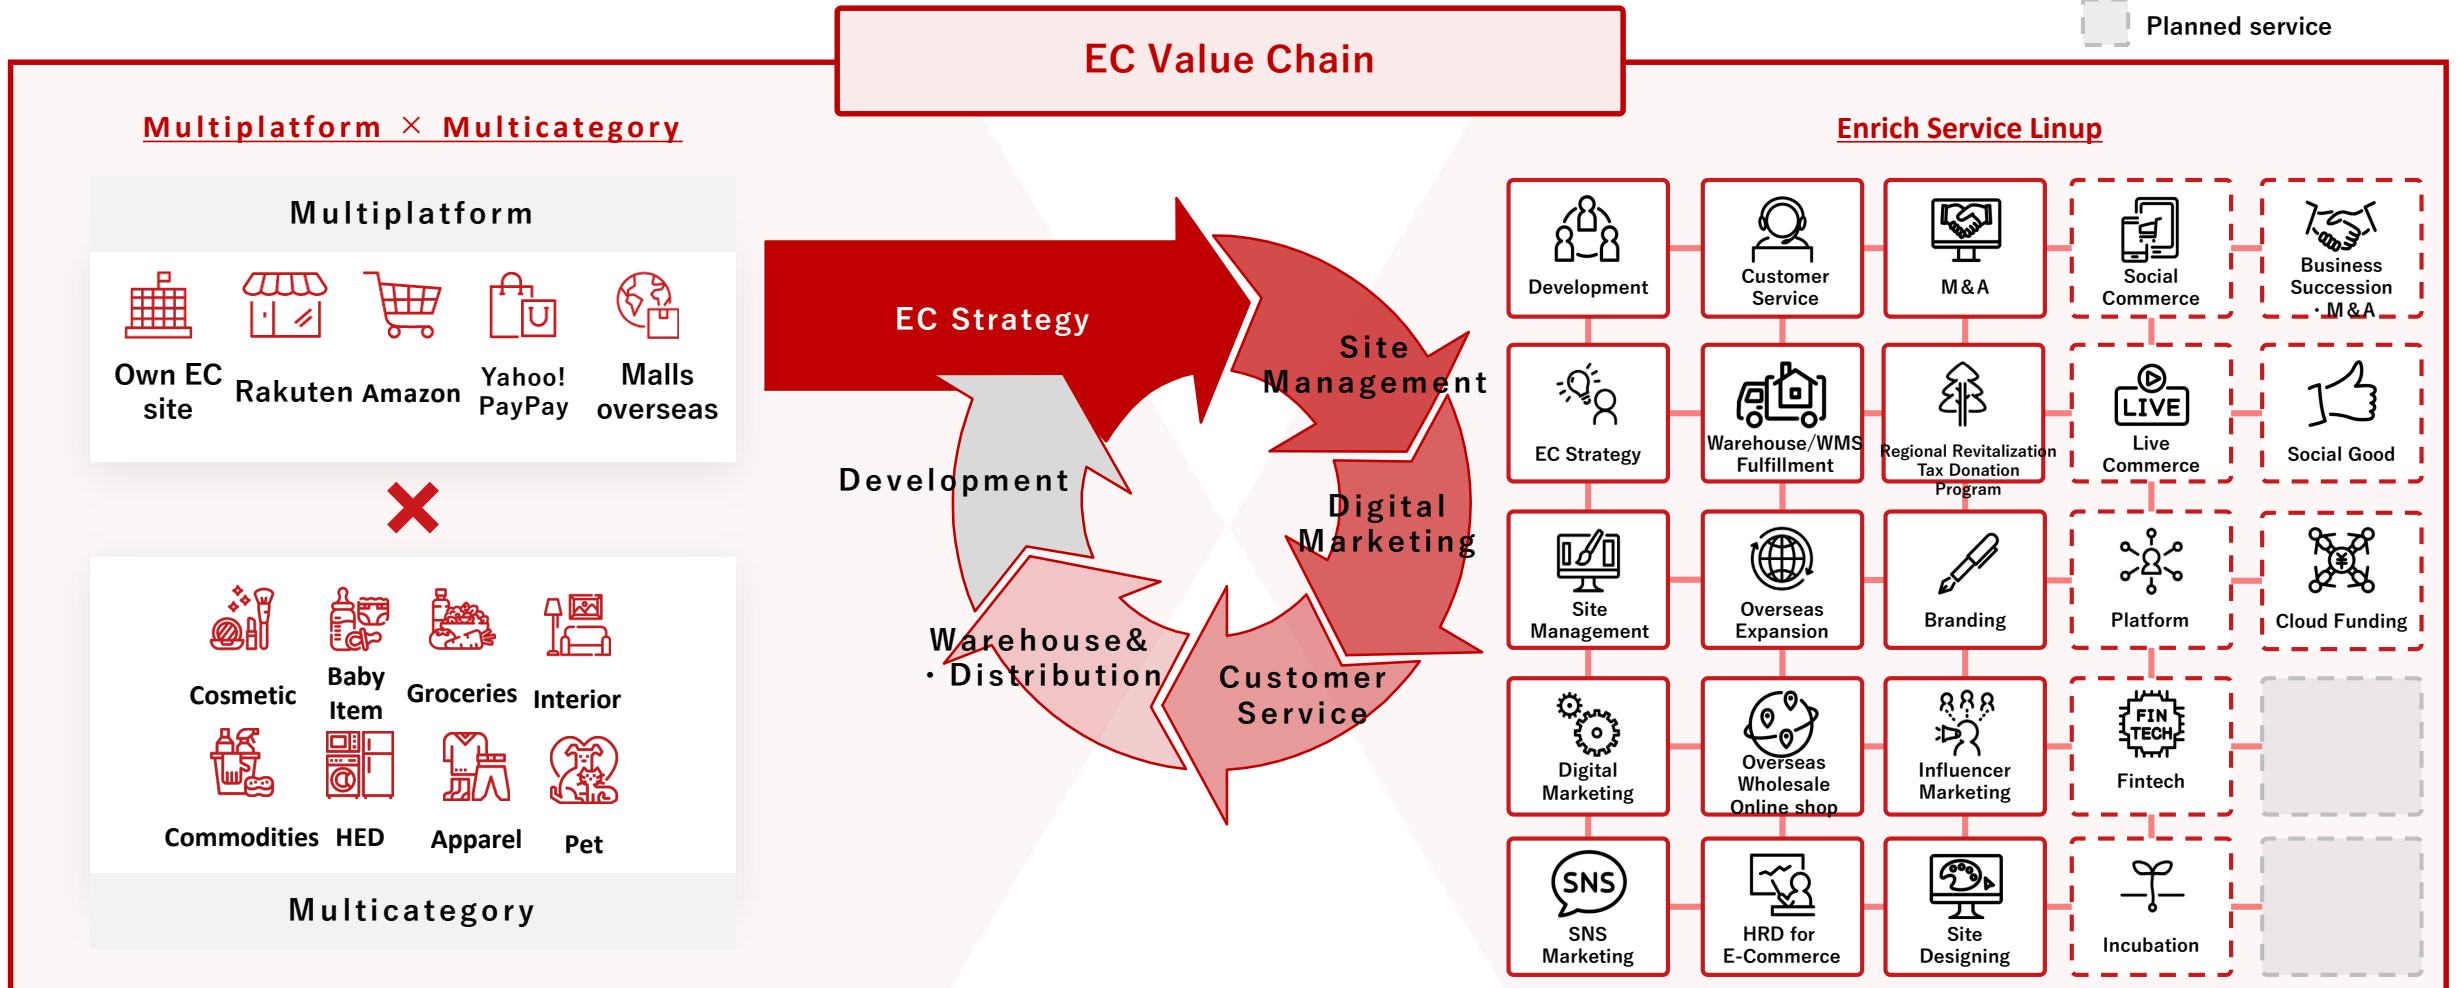 Planned service
EC Value Chain
Multiplatform × Multicategory
Multiplatform
Own EC
site
Rakuten
Amazon
Yahoo!
PayPay
Malls
overseas
Cosmetic
Baby
Item
Groceries
Interior
Commodities
HED
Apparel
Pet
Multicategory
EC Strategy
Site
Management
Digital
Marketing
Customer
Service
Warehouse&
・Distribution
Development
Enrich Service Linup
Development
Customer
Service
M&A
Social
Commerce
Business
Succession
・M&A
EC Strategy
Warehouse/WMS
Fulfillment
Regional Revitalization
Tax Donation
Program
LIVE
Live
Commerce
Social Good
Site
Management
Overseas
Expansion
Branding
Platform
¥
Cloud Funding
Digital
Marketing
Overseas
Wholesale
Online shop
Influencer
Marketing
FIN
TECH
Fintech
SNS
SNS
Marketing
HRD for
E-Commerce
Site
Designing
Incubation